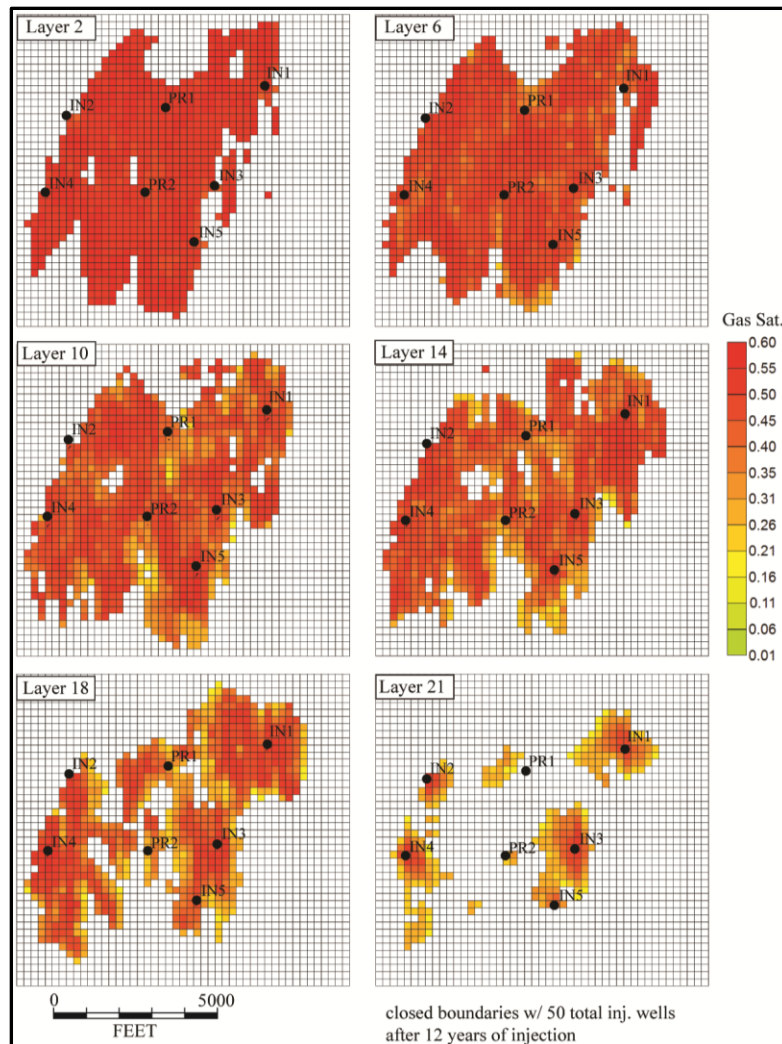 Layer 2
IN1
PR1
IN2
IN3
IN4
PR2
IN5
Layer 6
IN1
PR1
IN2
IN3
IN4
PR2
IN5
Gas Sat.
0.60
0.55
0.50
0.45
0.40
0.35
0.31
0.26
0.21
0.16
0.11
0.06
0.01
Layer 10
IN1
PR1
IN2
IN3
IN4
PR2
IN5
Layer 14
IN1
PR1
IN2
IN3
IN4
PR2
IN5
Layer 18
IN1
PR1
IN2
IN3
IN4
PR2
IN5
Layer 21
IN1
PR1
IN2
IN3
IN4
PR2
IN5
0 5000
FEET
closed boundaries w/ 50 total inj. wells
after 12 years of injection